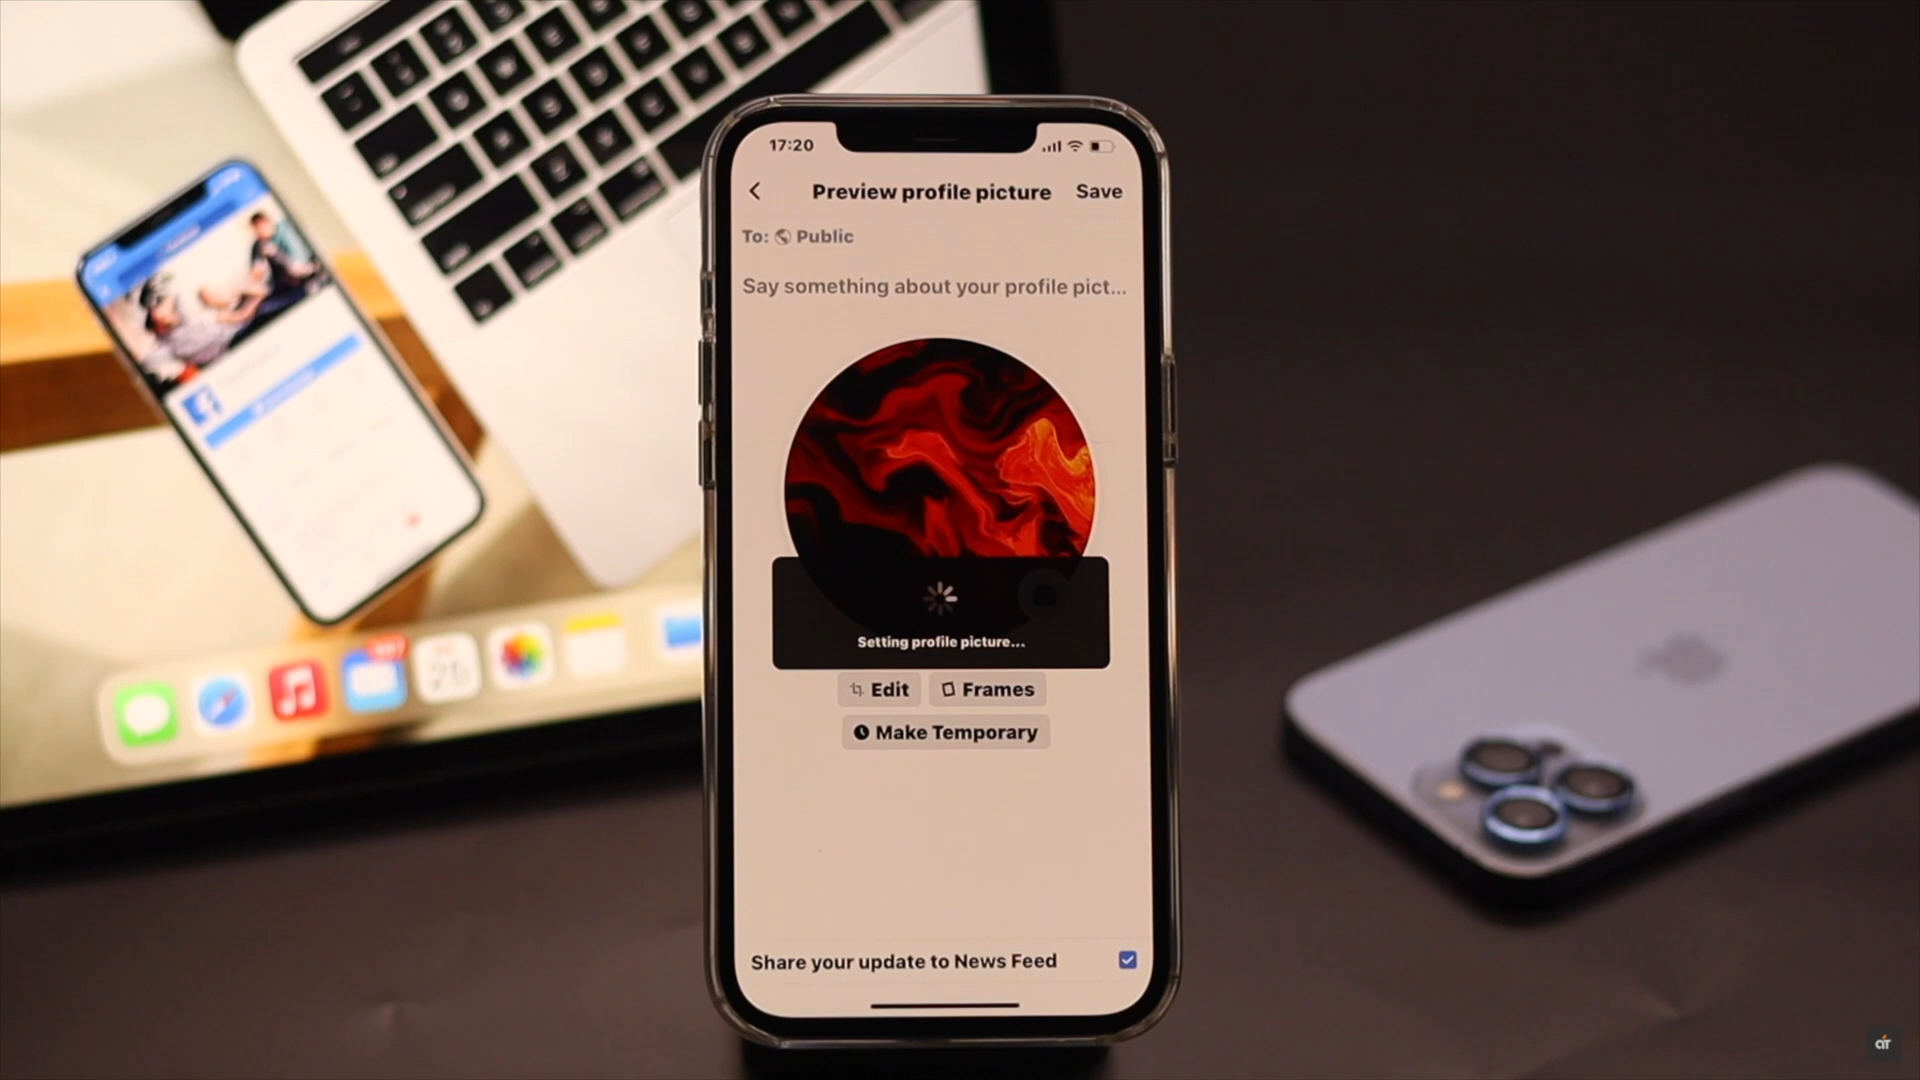 17:20
Preview profile picture
Save
To: Public
Say something about your profile pict...
Setting profile picture...
Edit
Frames
Make Temporary
Share your update to News Feed